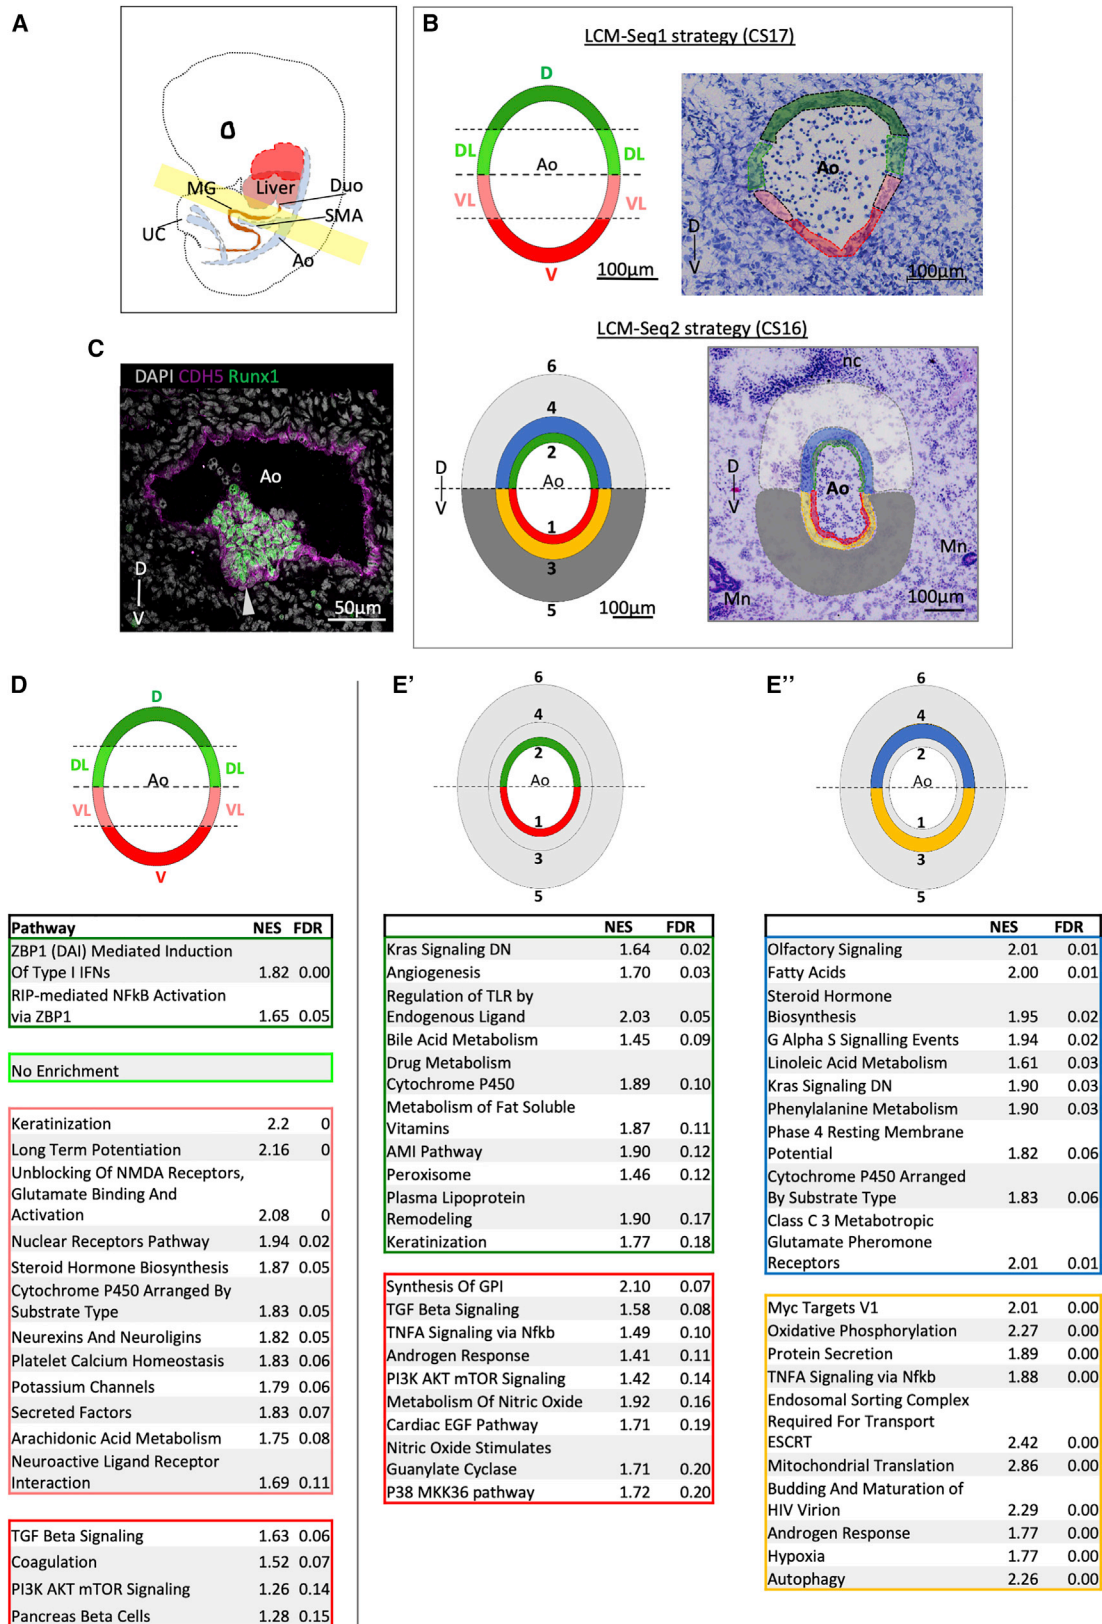 A
MG
Liver
Duo
SMA
UC
Ao
B
LCM-Seq1 strategy (CS17)
D
DL
Ao
DL
VL
VL
V
100μm
Ao
D
V
100μm
LCM-Seq2 strategy (CS16)
6
4
2
Ao
1
3
5
D
V
100μm
nc
D
V
Ao
Mn
Mn
100μm
C
DAPI CDH5 Runx1
Ao
D
V
50μm
D
D
DL
Ao
DL
VL
VL
V
Pathway NES FDR
ZBP1 (DAI) Mediated Induction
Of Type I IFNs 1.82 0.00
RIP-mediated NFkB Activation
via ZBP1 1.65 0.05
No Enrichment
Keratinization 2.2 0
Long Term Potentiation 2.16 0
Unblocking Of NMDA Receptors,
Glutamate Binding And
Activation 2.08 0
Nuclear Receptors Pathway 1.94 0.02
Steroid Hormone Biosynthesis 1.87 0.05
Cytochrome P450 Arranged By
Substrate Type 1.83 0.05
Neurexins And Neuroligins 1.82 0.05
Platelet Calcium Homeostasis 1.83 0.06
Potassium Channels 1.79 0.06
Secreted Factors 1.83 0.07
Arachidonic Acid Metabolism 1.75 0.08
Neuroactive Ligand Receptor
Interaction 1.69 0.11
TGF Beta Signaling 1.63 0.06
Coagulation 1.52 0.07
PI3K AKT mTOR Signaling 1.26 0.14
Pancreas Beta Cells 1.28 0.15
E’
6
4
2
Ao
1
3
5
NES FDR
Kras Signaling DN 1.64 0.02
Angiogenesis 1.70 0.03
Regulation of TLR by
Endogenous Ligand 2.03 0.05
Bile Acid Metabolism 1.45 0.09
Drug Metabolism
Cytochrome P450 1.89 0.10
Metabolism of Fat Soluble
Vitamins 1.87 0.11
AMI Pathway 1.90 0.12
Peroxisome 1.46 0.12
Plasma Lipoprotein
Remodeling 1.90 0.17
Keratinization 1.77 0.18
Synthesis Of GPI 2.10 0.07
TGF Beta Signaling 1.58 0.08
TNFA Signaling via Nfkb 1.49 0.10
Androgen Response 1.41 0.11
PI3K AKT mTOR Signaling 1.42 0.14
Metabolism Of Nitric Oxide 1.92 0.16
Cardiac EGF Pathway 1.71 0.19
Nitric Oxide Stimulates
Guanylate Cyclase 1.71 0.20
P38 MKK36 pathway 1.72 0.20
E’’
6
4
2
Ao
1
3
5
NES FDR
Olfactory Signaling 2.01 0.01
Fatty Acids 2.00 0.01
Steroid Hormone
Biosynthesis 1.95 0.02
G Alpha S Signalling Events 1.94 0.02
Linoleic Acid Metabolism 1.61 0.03
Kras Signaling DN 1.90 0.03
Phenylalanine Metabolism 1.90 0.03
Phase 4 Resting Membrane
Potential 1.82 0.06
Cytochrome P450 Arranged
By Substrate Type 1.83 0.06
Class C 3 Metabotropic
Glutamate Pheromone
Receptors 2.01 0.01
Myc Targets V1 2.01 0.00
Oxidative Phosphorylation 2.27 0.00
Protein Secretion 1.89 0.00
TNFA Signaling via Nfkb 1.88 0.00
Endosomal Sorting Complex
Required For Transport
ESCRT 2.42 0.00
Mitochondrial Translation 2.86 0.00
Budding And Maturation of
HIV Virion 2.29 0.00
Androgen Response 1.77 0.00
Hypoxia 1.77 0.00
Autophagy 2.26 0.00